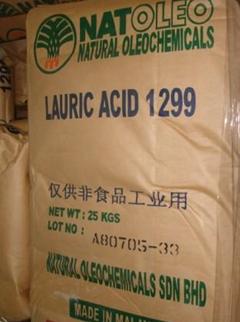 NATOLEO
NATURAL OLEOCHEMICALS
LAURIC ACID 1299
仅供非食品工业用
NET WT: 25 KGS
LOT NO: A80705-33
NATURAL OLEOCHEMICALS SDN BHD
MADE IN